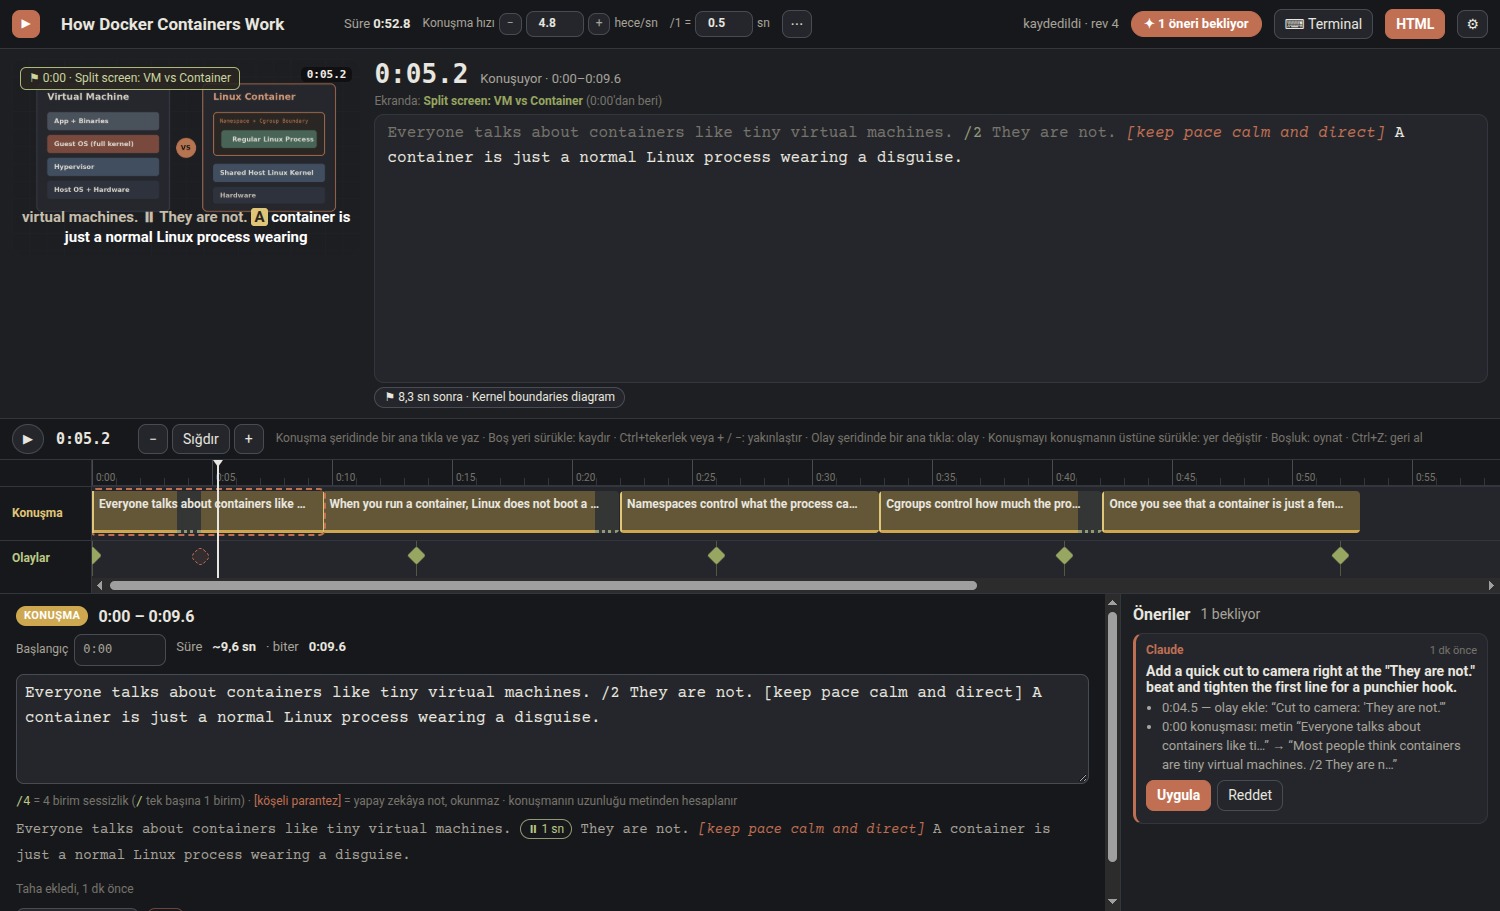 How Docker Containers Work
Süre 0:52.8 Konuşma hızı − 4.8 + hece/sn /1 = 0.5 sn ...
kaydedildi · rev 4 ✦ 1 öneri bekliyor Terminal HTML
0:00 · Split screen: VM vs Container 0:05.2
Virtual Machine
App + Binaries
Guest OS (full kernel)
Hypervisor
Host OS + Hardware
vs
Linux Container
Namespace + Cgroup Boundary
Regular Linux Process
Shared Host Linux Kernel
Hardware
virtual machines. ⏸ They are not. A container is
just a normal Linux process wearing
0:05.2 Konuşuyor · 0:00–0:09.6
Ekranda: Split screen: VM vs Container (0:00'dan beri)
Everyone talks about containers like tiny virtual machines. /2 They are not. [keep pace calm and direct] A
container is just a normal Linux process wearing a disguise.
⚑ 8,3 sn sonra · Kernel boundaries diagram
0:05.2 − Sığdır + Konuşma şeridinde bir ana tıkla ve yaz · Boş yeri sürükle: kaydır · Ctrl+tekerlek veya + / −: yakınlaştır · Olay şeridinde bir ana tıkla: olay · Konuşmayı konuşmanın üstüne sürükle: yer değiştir · Boşluk: oynat · Ctrl+Z: geri al
0:00 0:05 0:10 0:15 0:20 0:25 0:30 0:35 0:40 0:45 0:50 0:55
Konuşma
Everyone talks about containers like ...
When you run a container, Linux does not boot a ...
Namespaces control what the process ca...
Cgroups control how much the pro...
Once you see that a container is just a fen...
Olaylar
KONUŞMA 0:00 – 0:09.6
Başlangıç 0:00 Süre ~9,6 sn · biter 0:09.6
Everyone talks about containers like tiny virtual machines. /2 They are not. [keep pace calm and direct] A
container is just a normal Linux process wearing a disguise.
/4 = 4 birim sessizlik (/ tek başına 1 birim) · [köşeli parantez] = yapay zekâya not, okunmaz · konuşmanın uzunluğu metinden hesaplanır
Everyone talks about containers like tiny virtual machines. ⏸ 1 sn They are not. [keep pace calm and direct] A container is
just a normal Linux process wearing a disguise.
Taha ekledi, 1 dk önce
Öneriler 1 bekliyor
Claude 1 dk önce
Add a quick cut to camera right at the "They are not."
beat and tighten the first line for a punchier hook.
• 0:04.5 — olay ekle: “Cut to camera: 'They are not.'”
• 0:00 konuşması: metin “Everyone talks about
containers like ti…” → “Most people think containers
are tiny virtual machines. /2 They are n…”
Uygula Reddet